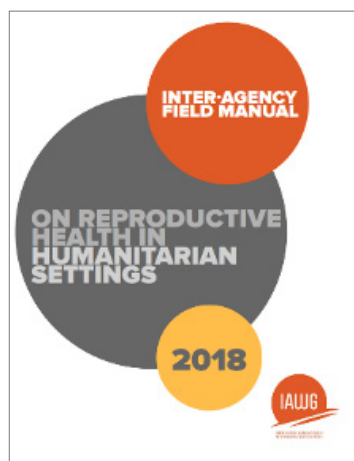 INTER-AGENCY
FIELD MANUAL
ON REPRODUCTIVE
HEALTH IN
HUMANITARIAN
SETTINGS
2018
IAWG